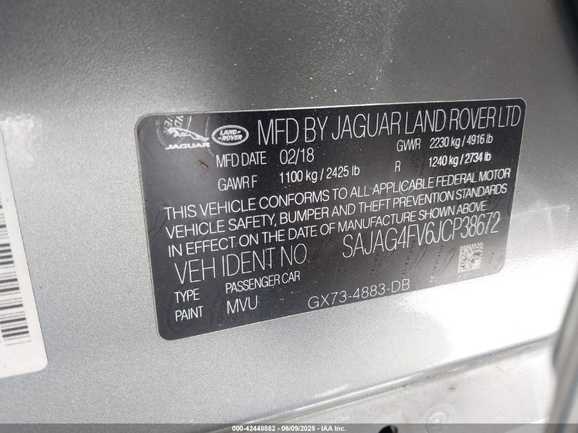 JAGUAR
LAND ROVER
MFD BY JAGUAR LAND ROVER LTD
MFD DATE 02/18 GVWR 2230 kg / 4916 lb
GAWR F 1100 kg / 2425 lb R 1240 kg / 2734 lb
THIS VEHICLE CONFORMS TO ALL APPLICABLE FEDERAL MOTOR
VEHICLE SAFETY, BUMPER AND THEFT PREVENTION STANDARDS
IN EFFECT ON THE DATE OF MANUFACTURE SHOWN ABOVE.
VEH IDENT NO. SAJAG4FV6JCP38672
TYPE PASSENGER CAR
PAINT MVU GX73-4883-DB
000-42448882 - 06/09/2025 - IAA Inc.